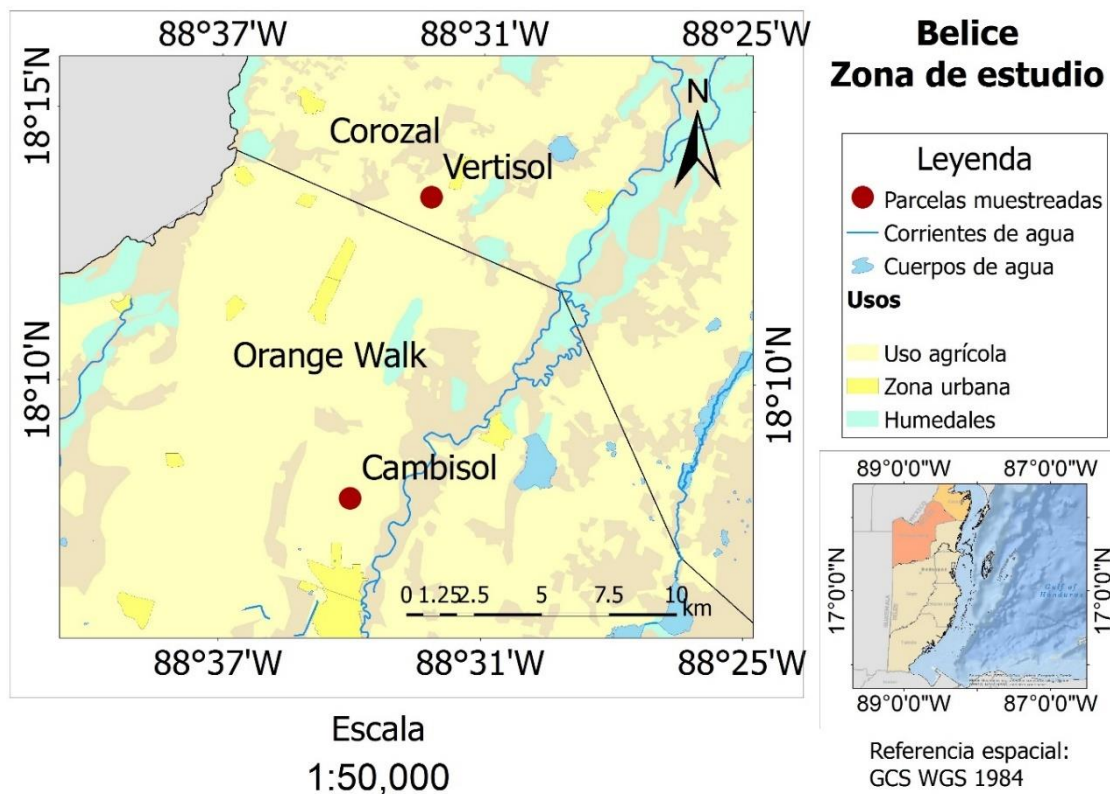 Belice
Zona de estudio
88°37'W 88°31'W 88°25'W
18°15'N
18°10'N
18°10'N
N
Corozal
Vertisol
Orange Walk
Cambisol
0 1.252.5 5 7.5 10
km
88°37'W 88°31'W 88°25'W
Escala
1:50,000
Leyenda
Parcelas muestreadas
Corrientes de agua
Cuerpos de agua
Usos
Uso agrícola
Zona urbana
Humedales
89°0'0"W 87°0'0"W
17°0'0"N
17°0'0"N
Gulf of
Honduras
89°0'0"W 87°0'0"W
Referencia espacial:
GCS WGS 1984